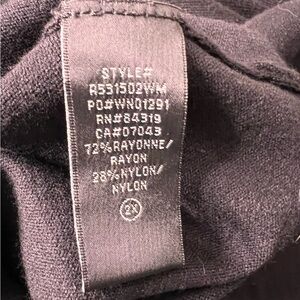 STYLE#
R531502WM
PO#WN01291
RN#84319
CA#07043
72%RAYONNE/
RAYON
28%NYLON/
NYLON
2X